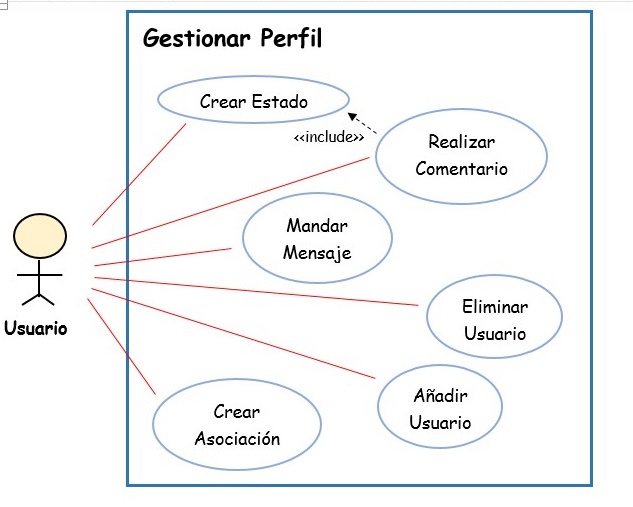 Gestionar Perfil
Crear Estado
<<include>>
Realizar
Comentario
Mandar
Mensaje
Eliminar
Usuario
Usuario
Añadir
Usuario
Crear
Asociación